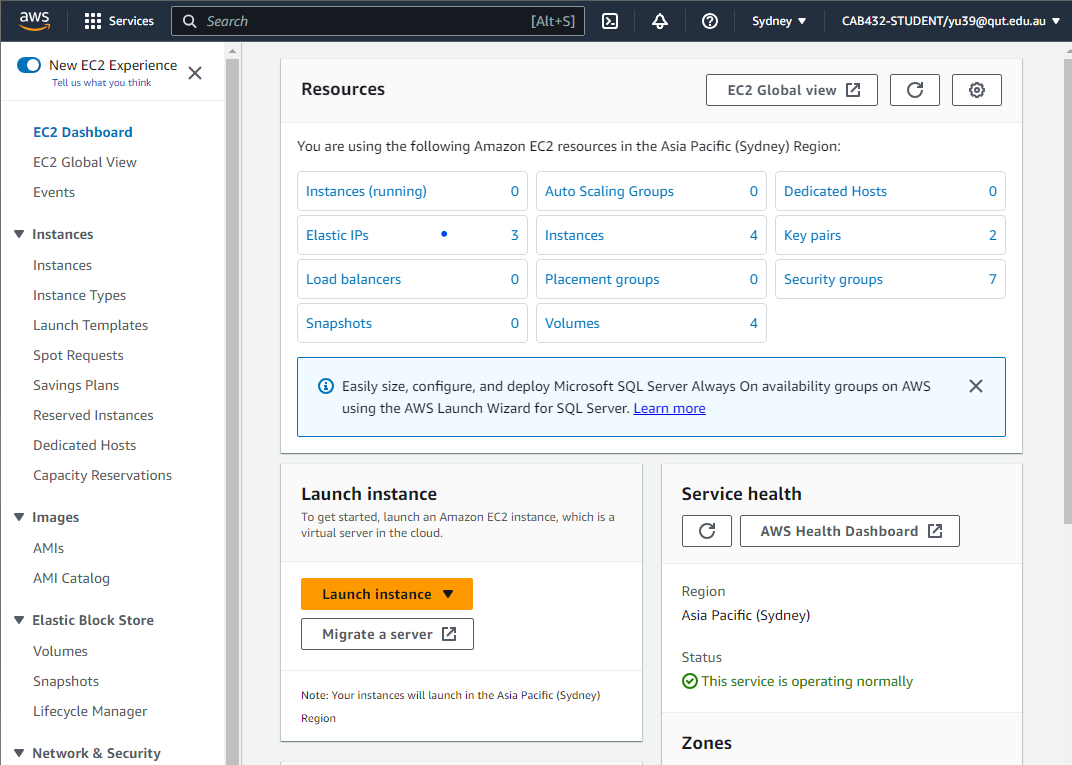 aws
Services
Search [Alt+S]
Sydney
CAB432-STUDENT/yu39@qut.edu.au
New EC2 Experience
Tell us what you think
EC2 Dashboard
EC2 Global View
Events
Instances
Instances
Instance Types
Launch Templates
Spot Requests
Savings Plans
Reserved Instances
Dedicated Hosts
Capacity Reservations
Images
AMIs
AMI Catalog
Elastic Block Store
Volumes
Snapshots
Lifecycle Manager
Network & Security
Resources
EC2 Global view
You are using the following Amazon EC2 resources in the Asia Pacific (Sydney) Region:
Instances (running) 0
Auto Scaling Groups 0
Dedicated Hosts 0
Elastic IPs 3
Instances 4
Key pairs 2
Load balancers 0
Placement groups 0
Security groups 7
Snapshots 0
Volumes 4
Easily size, configure, and deploy Microsoft SQL Server Always On availability groups on AWS
using the AWS Launch Wizard for SQL Server. Learn more
Launch instance
To get started, launch an Amazon EC2 instance, which is a
virtual server in the cloud.
Launch instance
Migrate a server
Note: Your instances will launch in the Asia Pacific (Sydney)
Region
Service health
AWS Health Dashboard
Region
Asia Pacific (Sydney)
Status
This service is operating normally
Zones